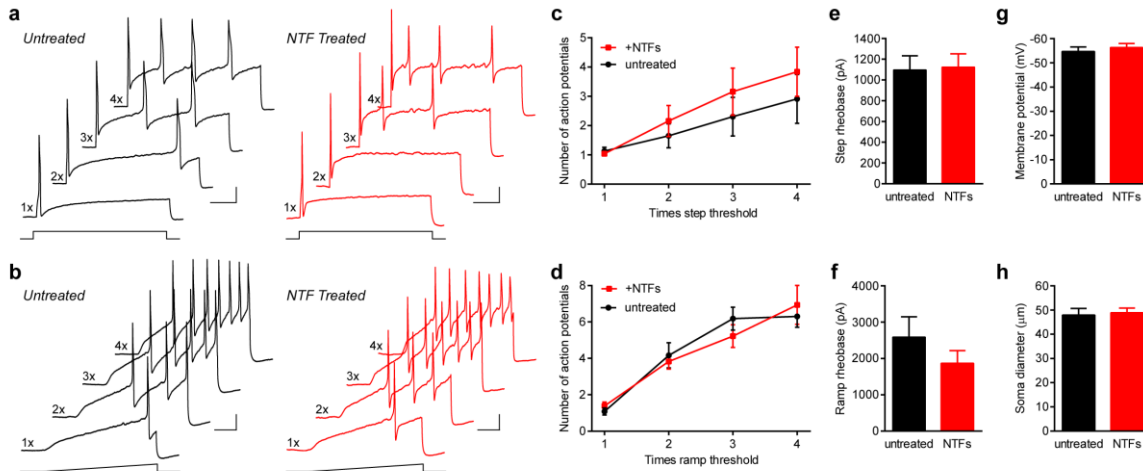 a
Untreated
NTF Treated
4x
3x
2x
1x
4x
3x
2x
1x
b
Untreated
NTF Treated
4x
3x
2x
1x
4x
3x
2x
1x
c
Number of action potentials
5
4
3
2
1
0
+NTFs
untreated
1 2 3 4
Times step threshold
d
Number of action potentials
8
6
4
2
0
+NTFs
untreated
1 2 3 4
Times ramp threshold
e
Step rheobase (pA)
1400
1200
1000
800
600
400
200
0
untreated NTFs
f
Ramp rheobase (pA)
4000
3000
2000
1000
0
untreated NTFs
g
Membrane potential (mV)
-60
-50
-40
-30
-20
-10
0
untreated NTFs
h
Soma diameter (μm)
60
50
40
30
20
10
0
untreated NTFs